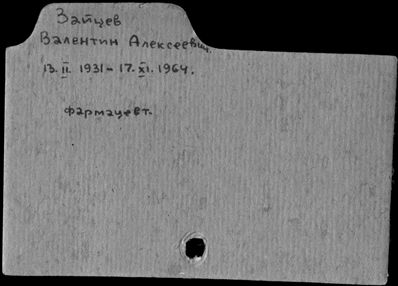 Зайцев
Валентин Алексеевич.
13. II. 1931 – 17. XI. 1964.
фармацевт.